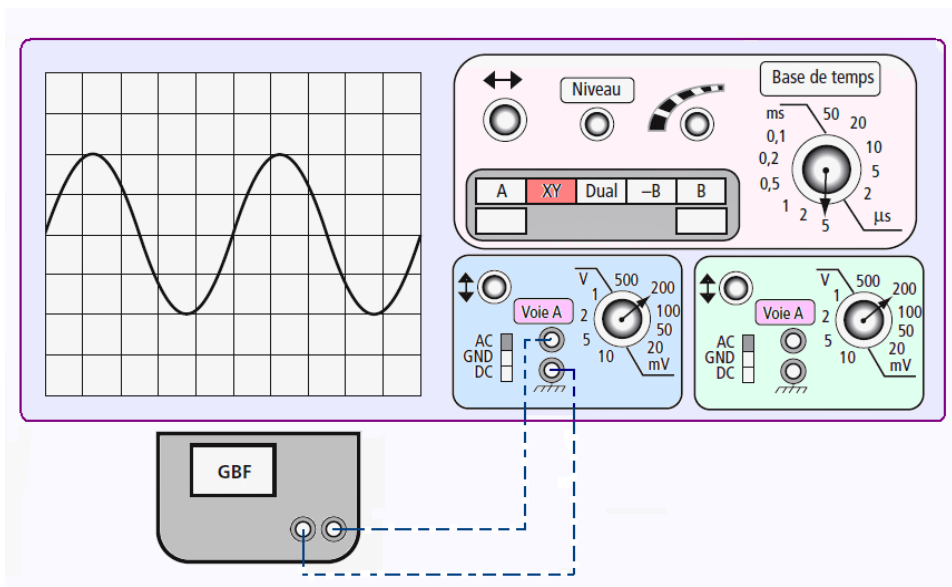 Niveau
Base de temps
ms
50
20
0,1
10
0,2
5
0,5
2
1
2
5
µs
A XY Dual –B B
V
500
200
1
100
Voie A
2
50
5
20
10
mV
AC
GND
DC
V
500
200
1
100
Voie A
2
50
5
20
10
mV
AC
GND
DC
GBF